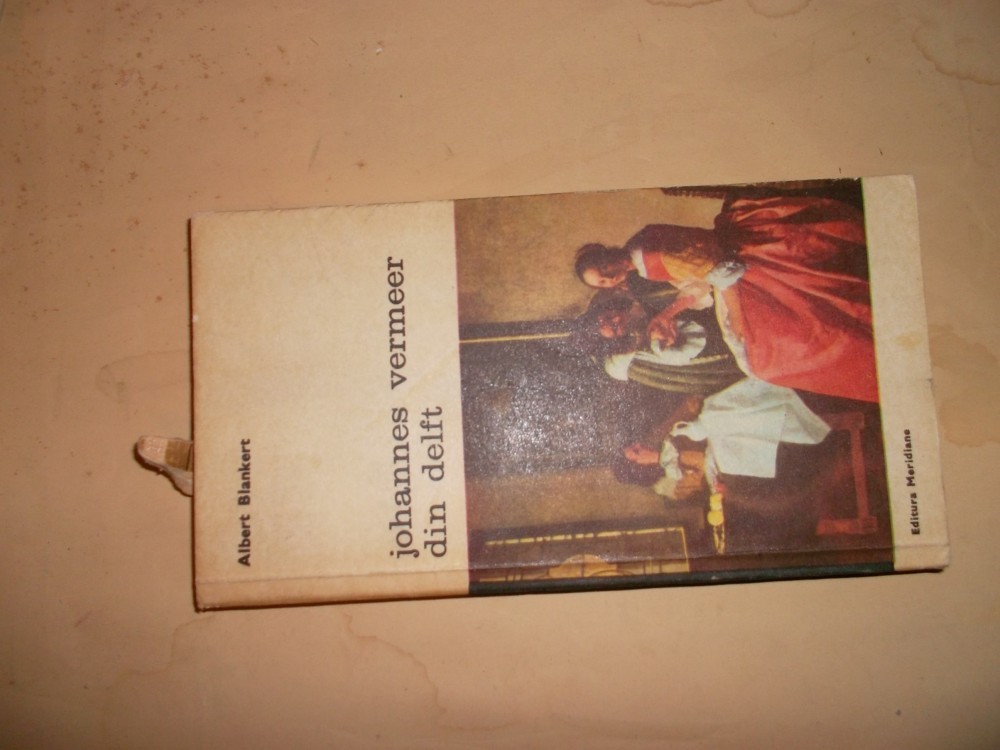 Albert Blankert
johannes vermeer
din delft
Editura Meridiane